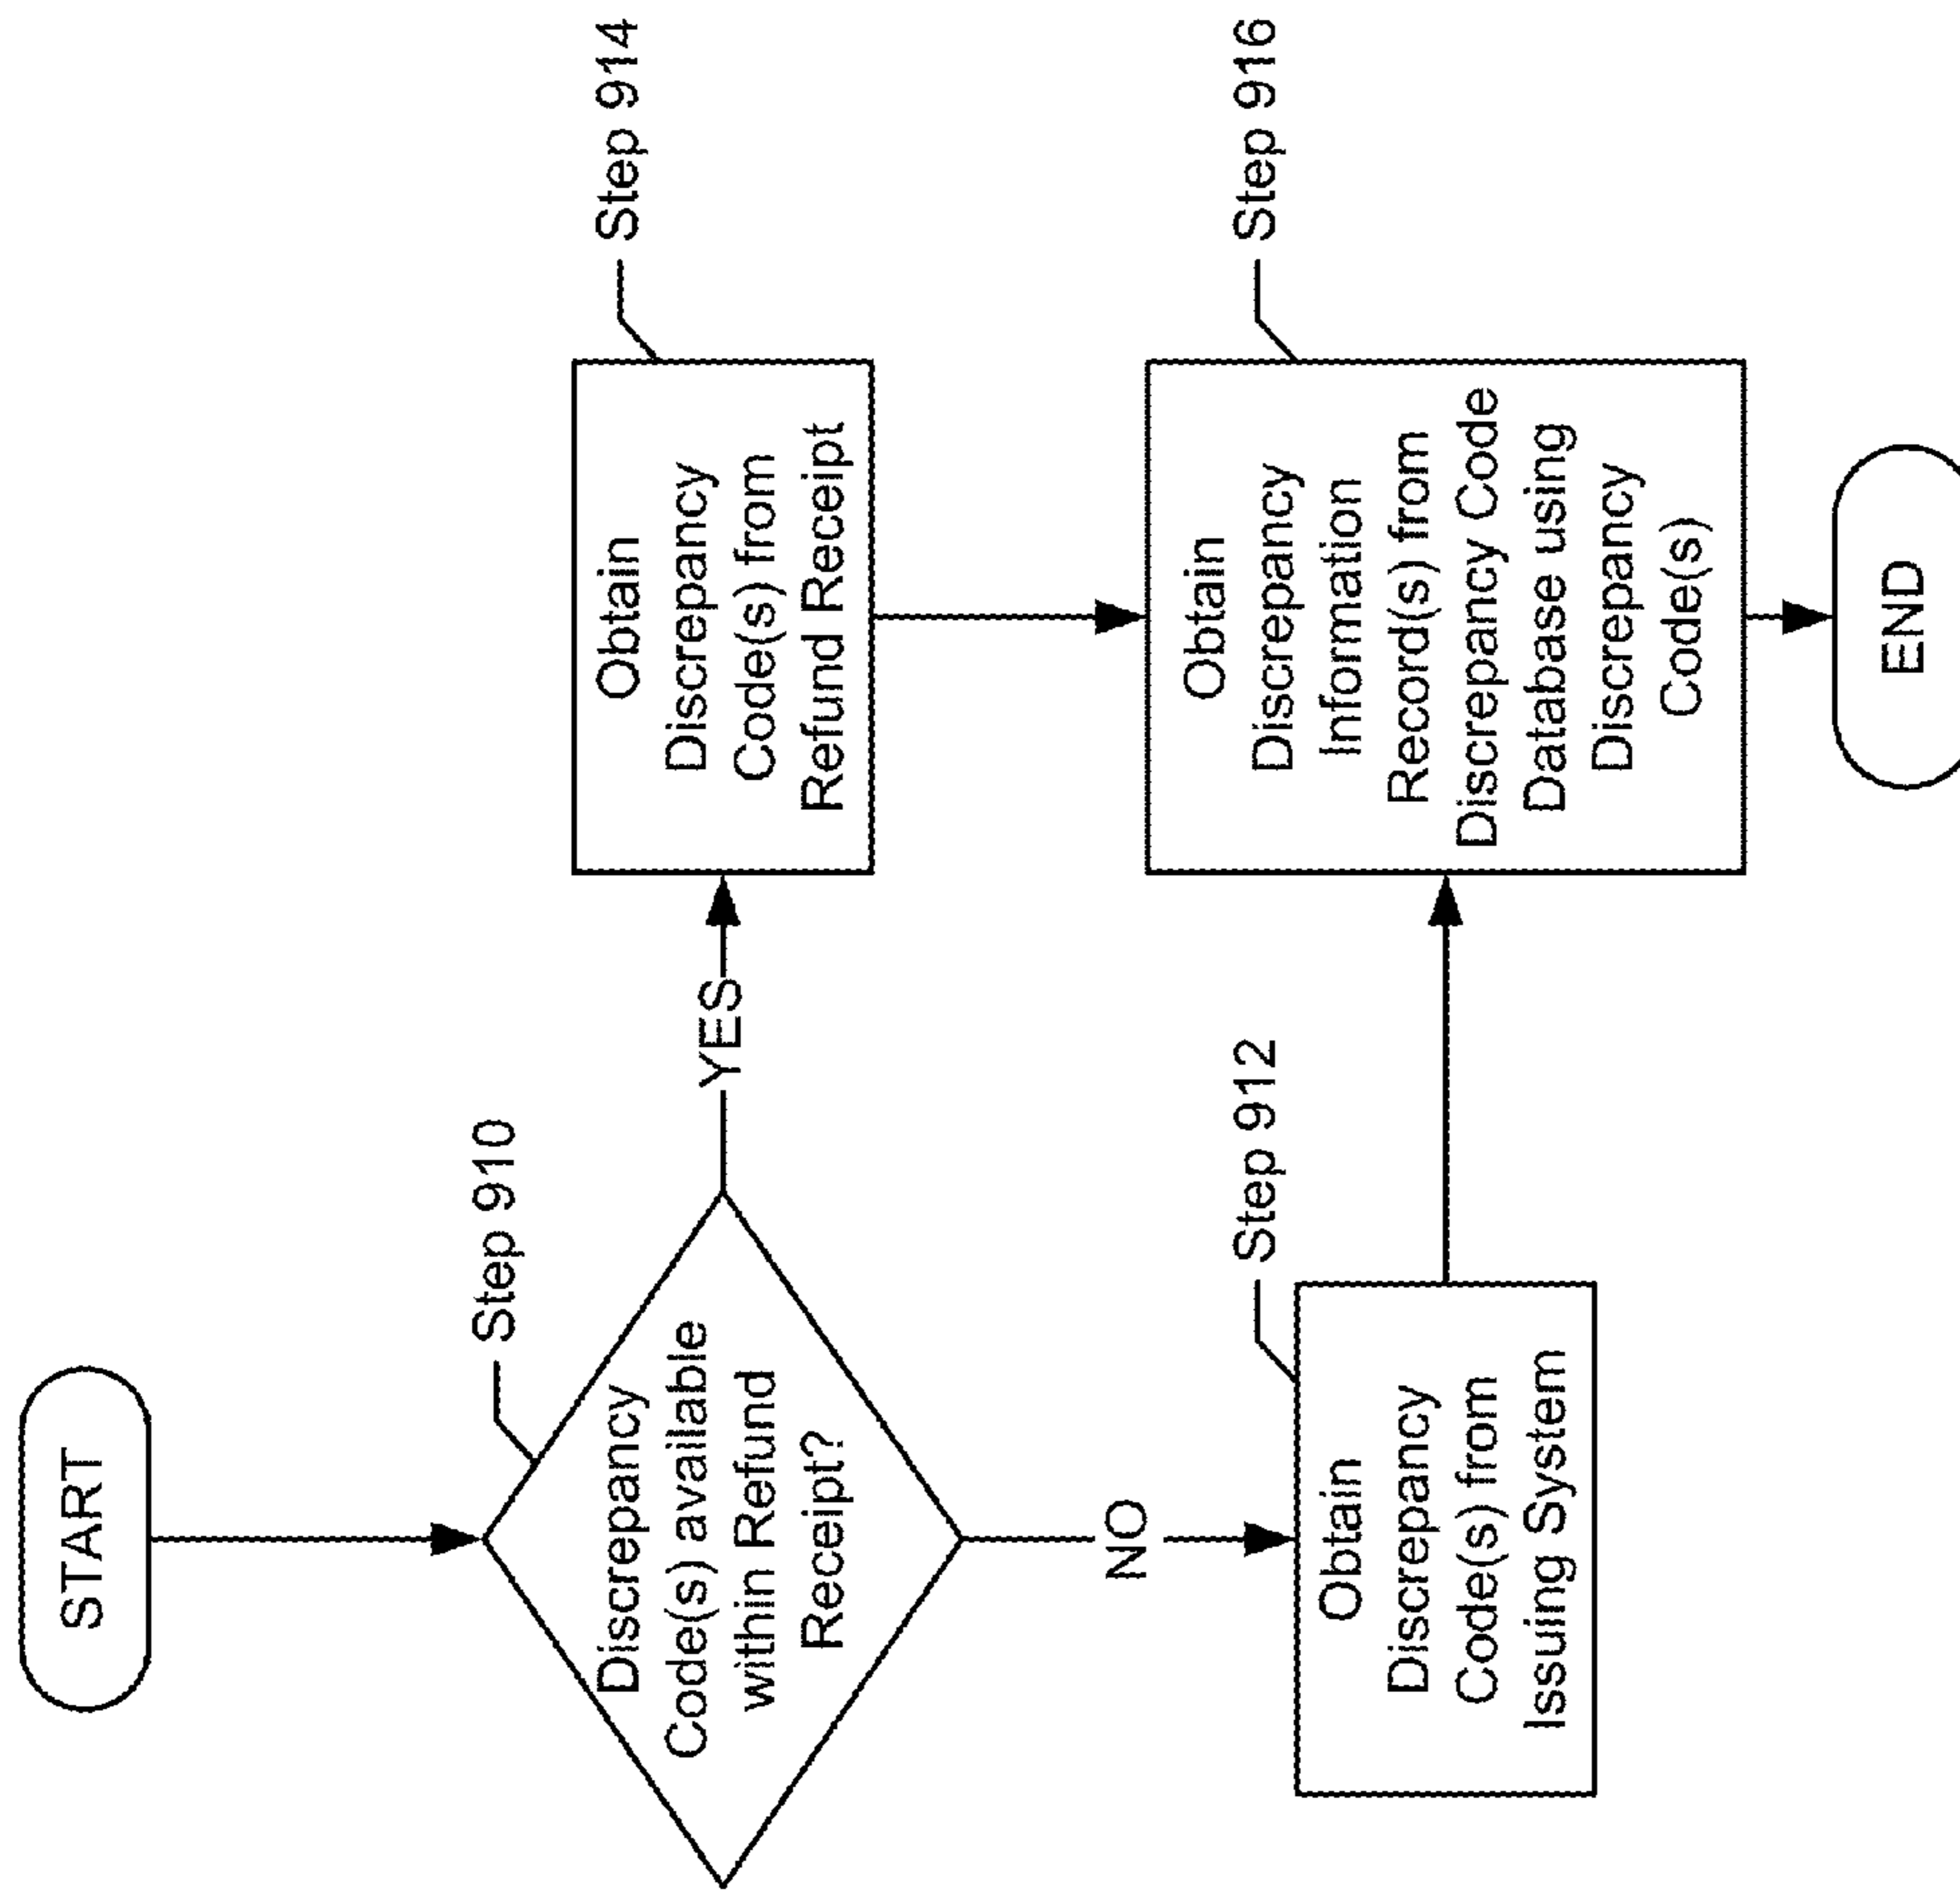 START
Step 910
Discrepancy
Code(s) available
within Refund
Receipt?
YES
Step 914
Obtain
Discrepancy
Code(s) from
Refund Receipt
NO
Step 912
Obtain
Discrepancy
Code(s) from
Issuing System
Step 916
Obtain
Discrepancy
Information
Record(s) from
Discrepancy Code
Database using
Discrepancy
Code(s)
END